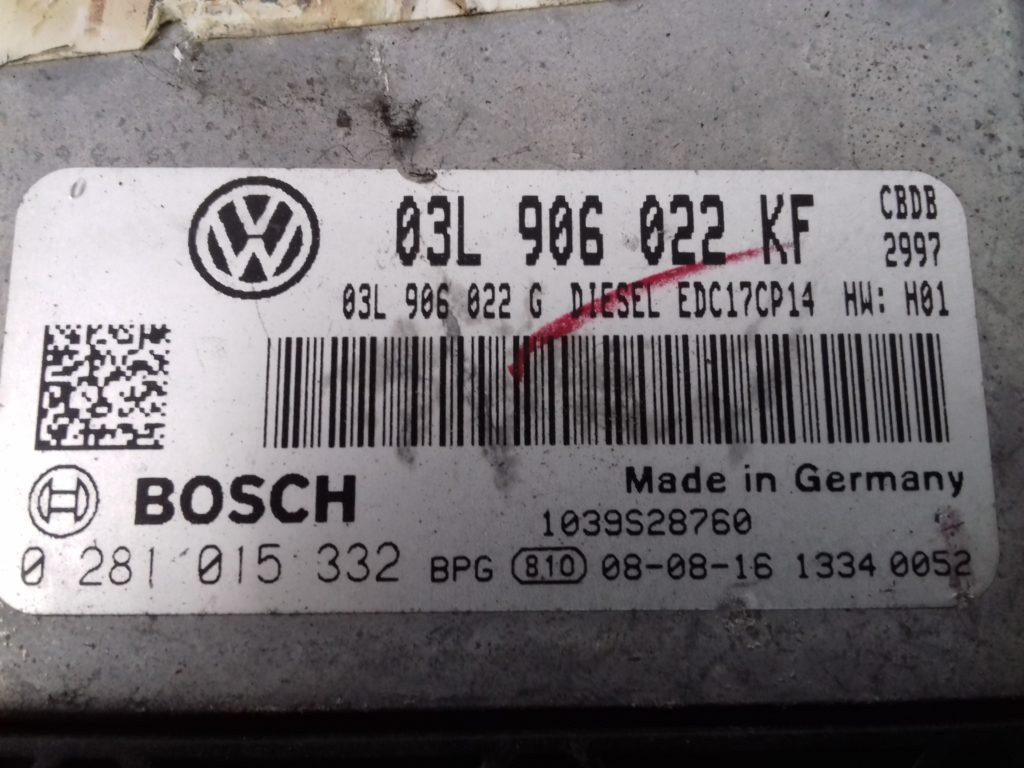 03L 906 022 KF
CBDB
2997
03L 906 022 G DIESEL EDC17CP14 HW: H01
BOSCH
Made in Germany
1039S28760
0 281 015 332 BPG 810 08-08-16 1334 0052